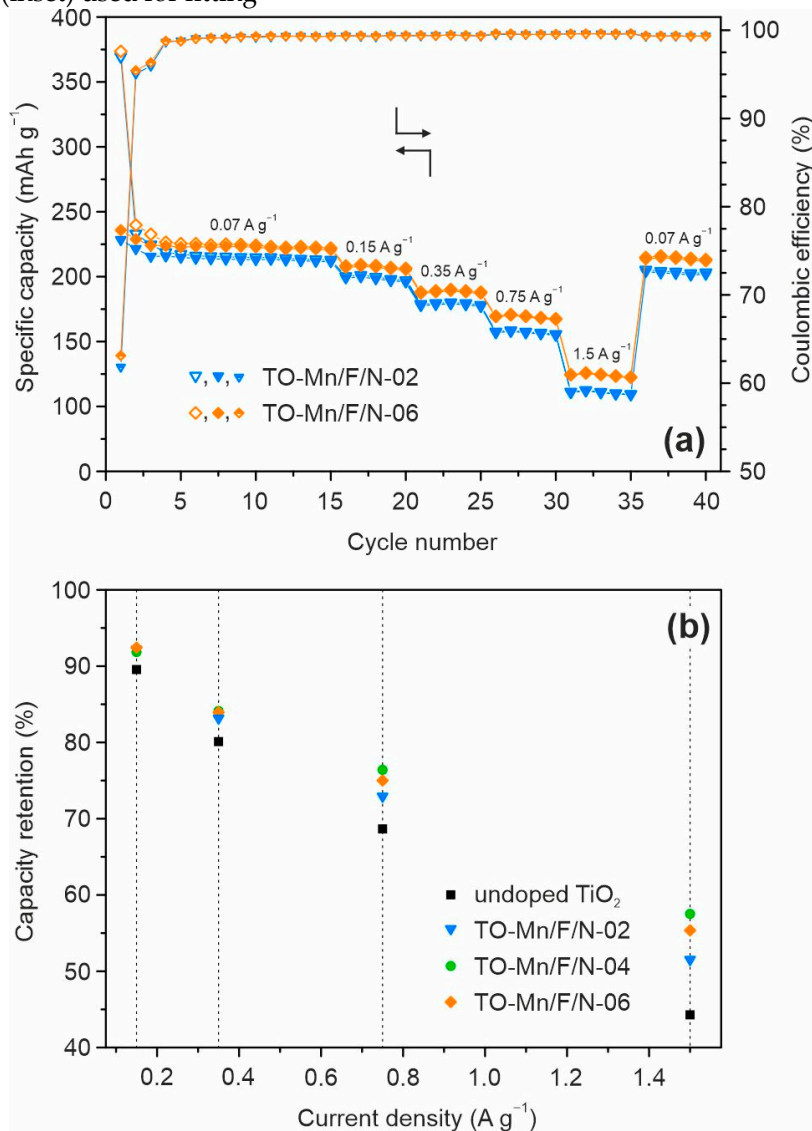 (inset) used for fitting
400
350
300
250
200
150
100
50
0
Specific capacity (mAh g⁻¹)
100
90
80
70
60
50
Coulombic efficiency (%)
0.07 A g⁻¹
0.15 A g⁻¹
0.35 A g⁻¹
0.75 A g⁻¹
1.5 A g⁻¹
0.07 A g⁻¹
TO-Mn/F/N-02
TO-Mn/F/N-06
(a)
0 5 10 15 20 25 30 35 40
Cycle number
100
90
80
70
60
50
40
Capacity retention (%)
(b)
undoped TiO₂
TO-Mn/F/N-02
TO-Mn/F/N-04
TO-Mn/F/N-06
0.2 0.4 0.6 0.8 1.0 1.2 1.4
Current density (A g⁻¹)